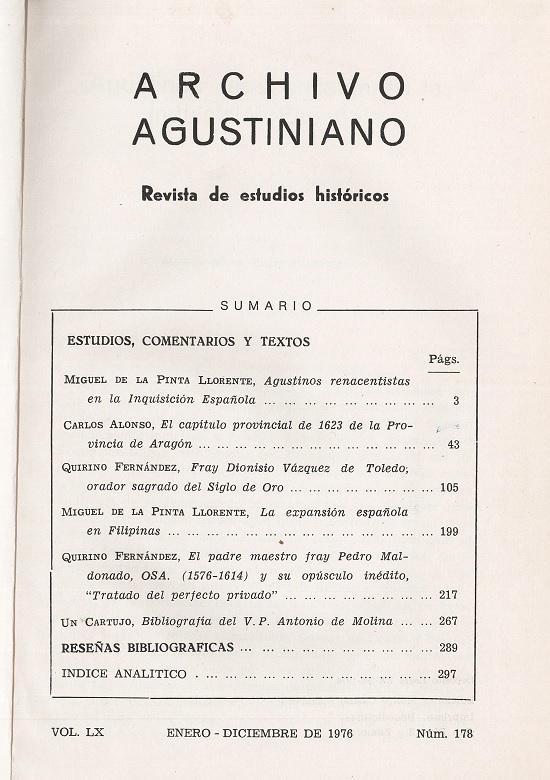 ARCHIVO
AGUSTINIANO
Revista de estudios históricos
SUMARIO
ESTUDIOS, COMENTARIOS Y TEXTOS
Págs.
MIGUEL DE LA PINTA LLORENTE, Agustinos renacentistas
en la Inquisición Española ... ... ... ... ... ... ... ... ... ... 3
CARLOS ALONSO, El capítulo provincial de 1623 de la Pro-
vincia de Aragón ... ... ... ... ... ... ... ... ... ... ... ... 43
QUIRINO FERNÁNDEZ, Fray Dionisio Vázquez de Toledo,
orador sagrado del Siglo de Oro ... ... ... ... ... ... ... ... 105
MIGUEL DE LA PINTA LLORENTE, La expansión española
en Filipinas ... ... ... ... ... ... ... ... ... ... ... ... ... ... 199
QUIRINO FERNÁNDEZ, El padre maestro fray Pedro Mal-
donado, OSA. (1576-1614) y su opúsculo inédito,
"Tratado del perfecto privado" ... ... ... ... ... ... ... ... 217
UN CARTUJO, Bibliografía del V. P. Antonio de Molina ... ... 267
RESEÑAS BIBLIOGRAFICAS ... ... ... ... ... ... ... ... ... ... 289
INDICE ANALITICO . ... ... ... ... ... ... ... ... ... ... ... ... 297
VOL. LX ENERO - DICIEMBRE DE 1976 Núm. 178